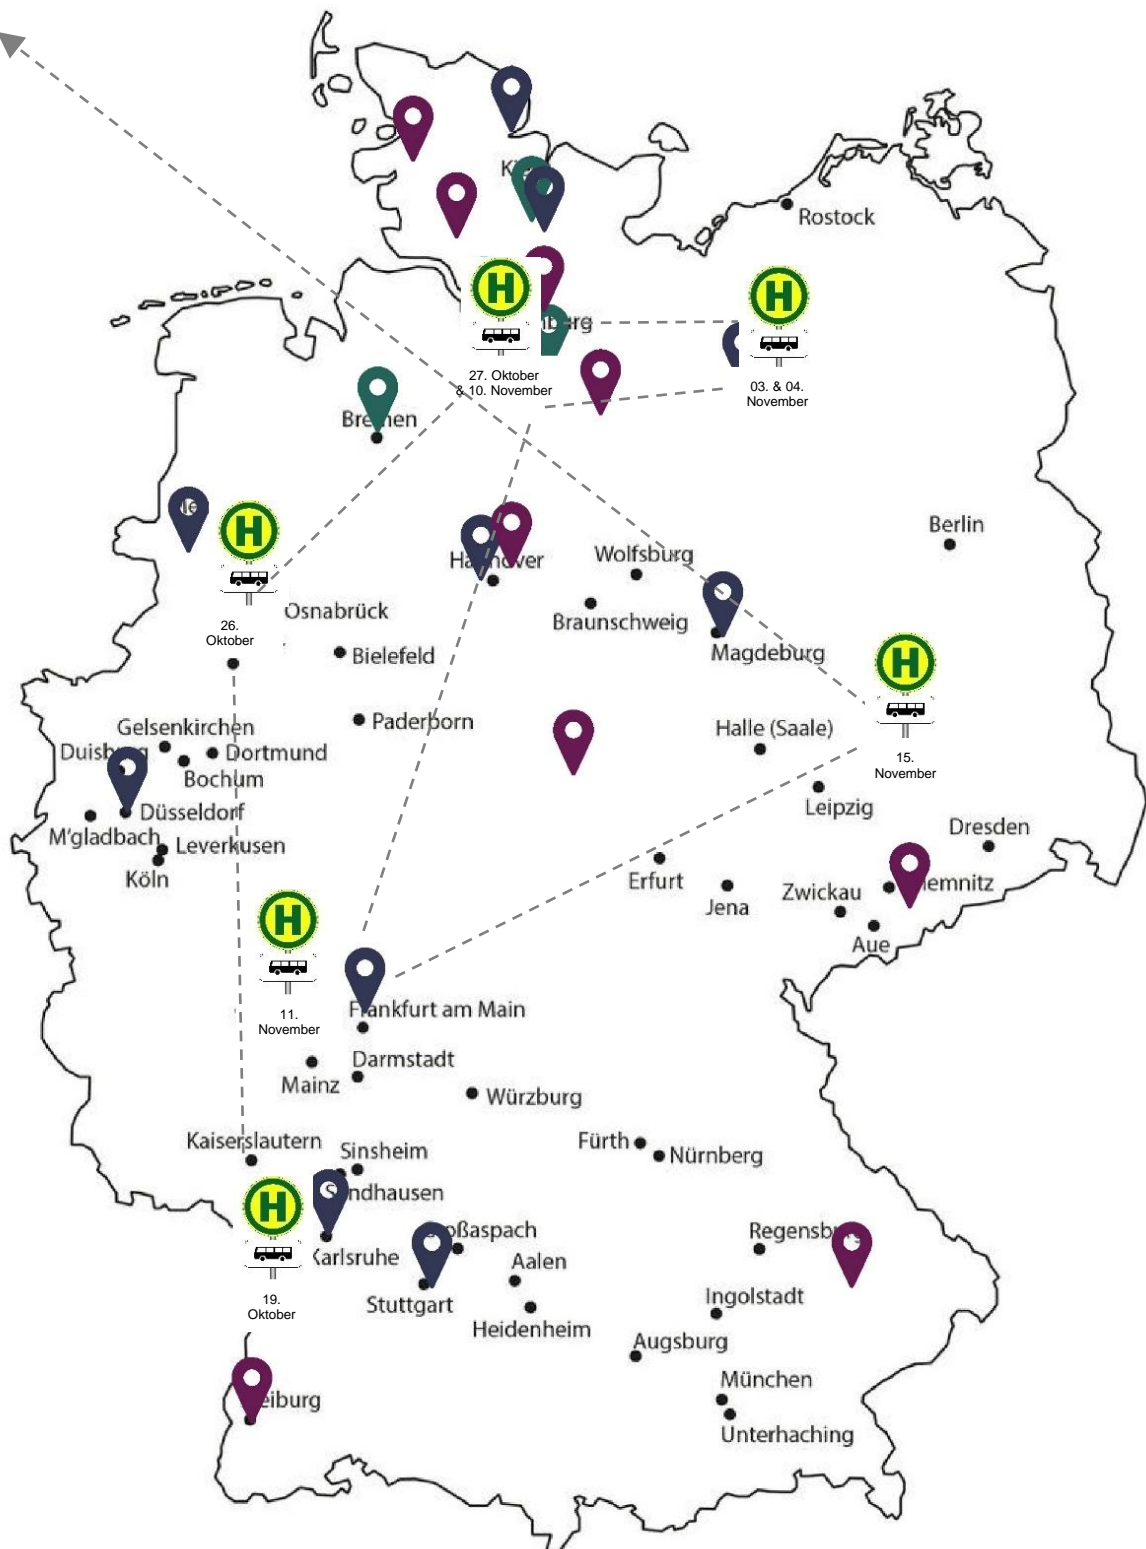 Rostock
H
H
27. Oktober
& 10. November
03. & 04.
November
H
Berlin
Wolfsburg
Braunschweig
Osnabrück
26.
Oktober
Bielefeld
Magdeburg
H
Paderborn
Halle (Saale)
Gelsenkirchen
Dortmund
Bochum
15.
November
Düsseldorf
M'gladbach
Leverkusen
Köln
Leipzig
Dresden
Erfurt
Jena
Zwickau
Aue
H
11.
November
Frankfurt am Main
Darmstadt
Mainz
Würzburg
Kaiserslautern
Sinsheim
Fürth
Nürnberg
H
Karlsruhe
Regensburg
Aalen
Stuttgart
Heidenheim
Ingolstadt
19.
Oktober
Augsburg
München
Unterhaching